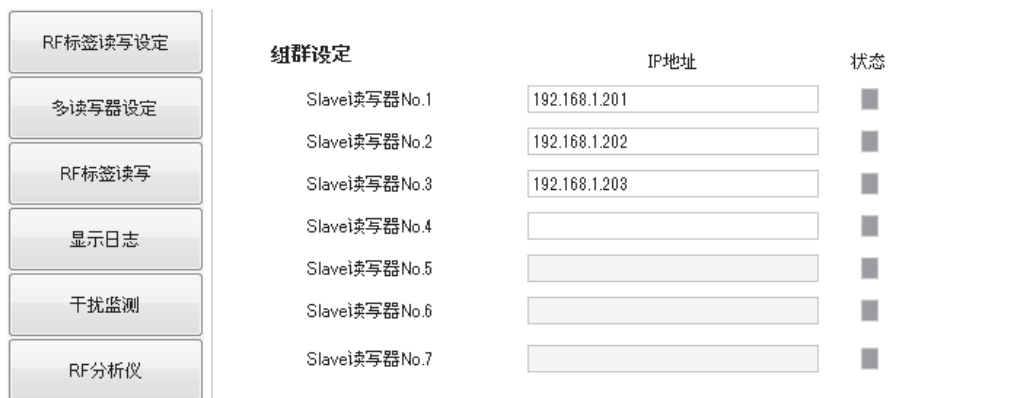 RF标签读写设定
多读写器设定
RF标签读写
显示日志
干扰监测
RF分析仪
组群设定
IP地址 状态
Slave读写器No.1 192.168.1.201
Slave读写器No.2 192.168.1.202
Slave读写器No.3 192.168.1.203
Slave读写器No.4
Slave读写器No.5
Slave读写器No.6
Slave读写器No.7